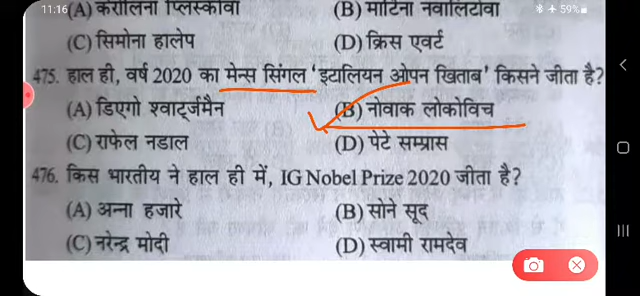 11:16 59%
(A) कैरोलिना प्लिस्कोवा (B) मार्टिना नवालिटोवा
(C) सिमोना हालेप (D) क्रिस एवर्ट
475. हाल ही, वर्ष 2020 का मेन्स सिंगल ‘इटालियन ओपन खिताब’ किसने जीता है?
(A) डिएगो श्वार्ट्जमैन (B) नोवाक लोकोविच
(C) राफेल नडाल (D) पेटे सम्प्रास
476. किस भारतीय ने हाल ही में, IG Nobel Prize 2020 जीता है?
(A) अन्ना हजारे (B) सोने सूद
(C) नरेन्द्र मोदी (D) स्वामी रामदेव